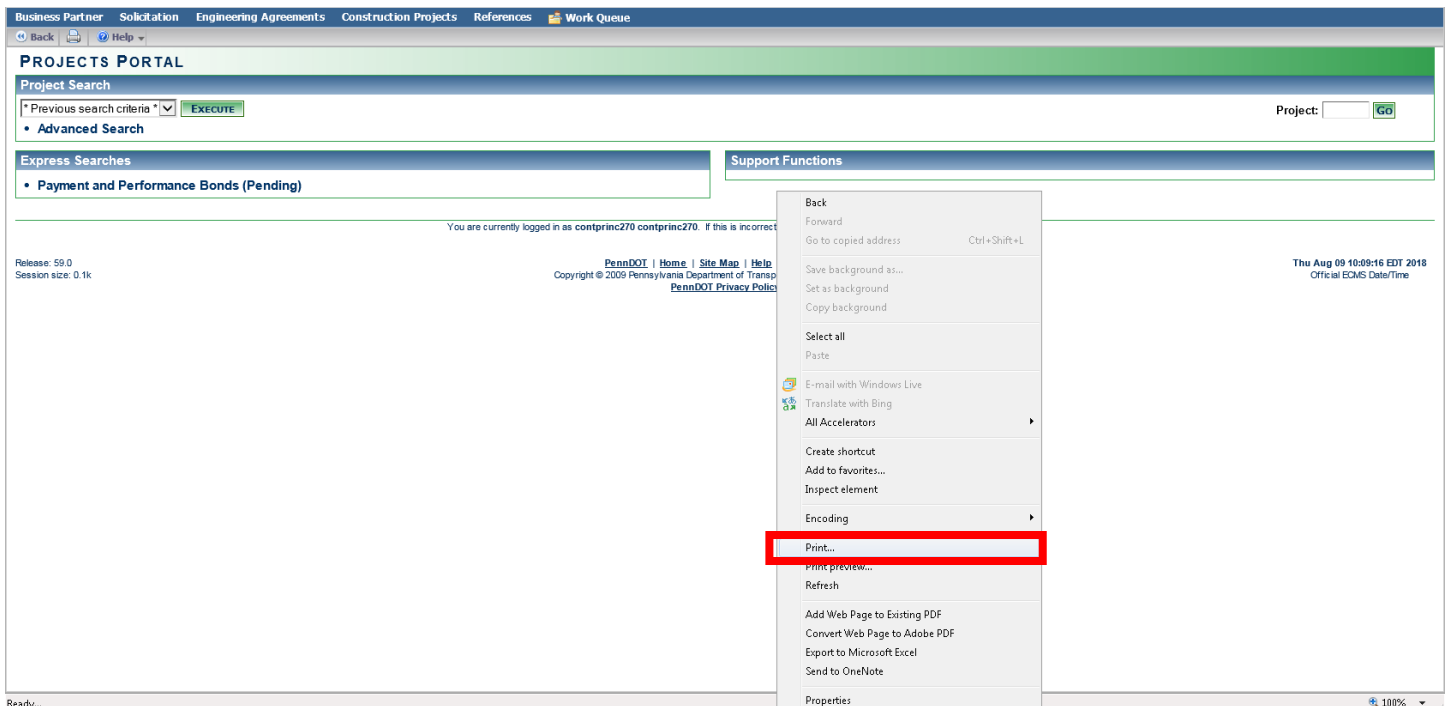 Business Partner Solicitation Engineering Agreements Construction Projects References Work Queue
Back Help
PROJECTS PORTAL
Project Search
* Previous search criteria * EXECUTE Project: Go
• Advanced Search
Express Searches Support Functions
• Payment and Performance Bonds (Pending)
You are currently logged in as contprinc270 contprinc270. If this is incorrect
Release: 59.0 PennDOT | Home | Site Map | Help Thu Aug 09 10:09:16 EDT 2018
Session size: 0.1k Copyright © 2009 Pennsylvania Department of Transp Official ECMS Date/Time
PennDOT Privacy Policy
Back
Forward
Go to copied address Ctrl+Shift+L
Save background as...
Set as background
Copy background
Select all
Paste
E-mail with Windows Live
Translate with Bing
All Accelerators
Create shortcut
Add to favorites...
Inspect element
Encoding
Print...
Print preview...
Refresh
Add Web Page to Existing PDF
Convert Web Page to Adobe PDF
Export to Microsoft Excel
Send to OneNote
Properties
Ready... 100%